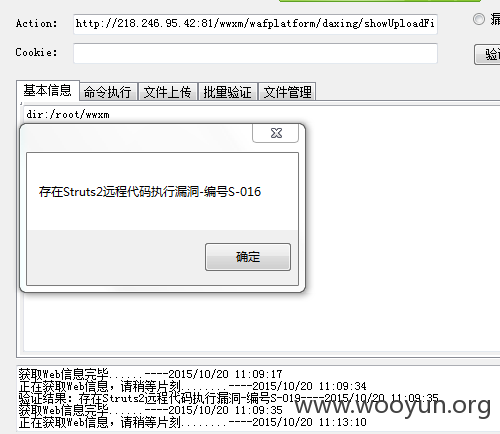 Action: http://218.246.95.42:81/wwxm/wafplatform/daxing/showUploadFi
Cookie:
验
基本信息 命令执行 文件上传 批量验证 文件管理
dir:/root/wwxm
存在Struts2远程代码执行漏洞-编号S-016
确定
获取Web信息完毕......----2015/10/20 11:09:17
正在获取Web信息，请稍等片刻........----2015/10/20 11:09:34
验证结果：存在Struts2远程代码执行漏洞-编号S-019----2015/10/20 11:09:35
获取Web信息完毕......----2015/10/20 11:09:35
正在获取Web信息，请稍等片刻........----2015/10/20 11:13:10
www.wooyun.org